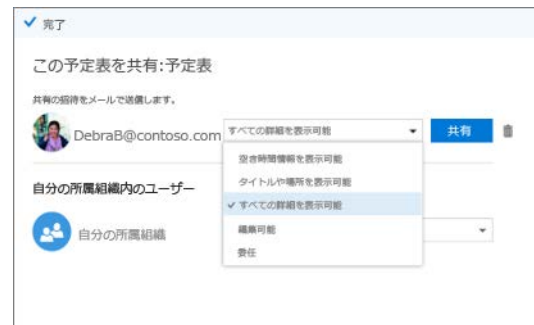 完了
この予定表を共有:予定表
共有の招待をメールで送信します。
DebraB@contoso.com すべての詳細を表示可能 共有
空き時間情報を表示可能
タイトルや場所を表示可能
すべての詳細を表示可能
編集可能
委任
自分の所属組織内のユーザー
自分の所属組織